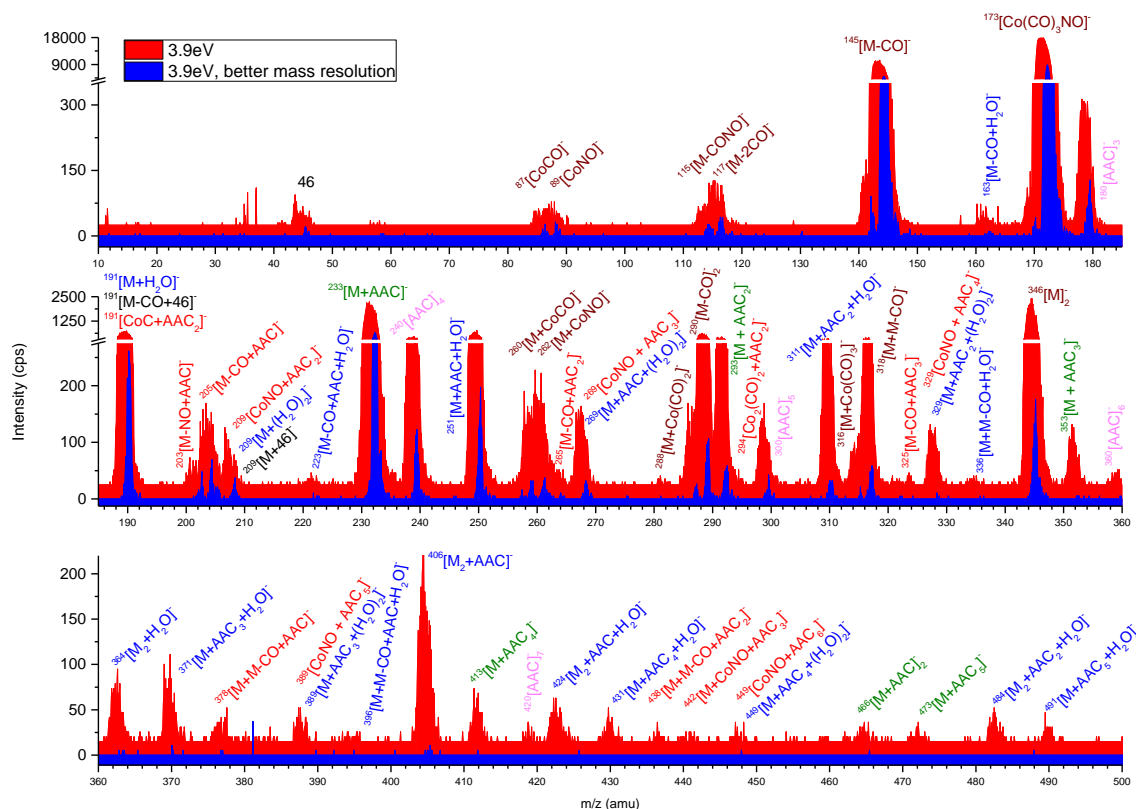 3.9eV
3.9eV, better mass resolution
Intensity (cps)
18000
9000
300
150
0
46
⁸⁷[CoCO]⁻
⁸⁹[CoNO]⁻
¹¹⁵[M-CONO]⁻
¹¹⁷[M-2CO]⁻
¹⁴⁵[M-CO]⁻
¹⁶³[M-CO+H₂O]⁻
¹⁷³[Co(CO)₃NO]⁻
¹⁸⁰[AAC]₃⁻
10 20 30 40 50 60 70 80 90 100 110 120 130 140 150 160 170 180
2500
1250
200
100
0
¹⁹¹[M+H₂O]⁻
¹⁹¹[M-CO+46]⁻
¹⁹¹[CoC+AAC₂]⁻
²⁰³[M-NO+AAC]⁻
²⁰⁵[M-CO+AAC]⁻
²⁰⁹[CoNO+AAC₂]⁻
²⁰⁹[M+(H₂O)₂]⁻
²⁰⁹[M+46]⁻
²²³[M-CO+AAC+H₂O]⁻
²³³[M+AAC]⁻
²⁴⁰[AAC]₄⁻
²⁵¹[M+AAC+H₂O]⁻
²⁶⁰[M+CoCO]⁻
²⁶²[M+CoNO]⁻
²⁶⁵[M-CO+AAC₂]⁻
²⁶⁹[CoNO + AAC₃]⁻
²⁶⁹[M+AAC+(H₂O)₂]⁻
²⁸⁸[M+Co(CO)₂]⁻
²⁹⁰[M-CO]₂⁻
²⁹³[M + AAC₂]⁻
²⁹⁴[Co₂(CO)₂+AAC₂]⁻
³⁰⁰[AAC]₅⁻
³¹¹[M+AAC₂+H₂O]⁻
³¹⁶[M+Co(CO)₃]⁻
³¹⁸[M+M-CO]⁻
³²⁵[M-CO+AAC₃]⁻
³²⁹[CoNO + AAC₄]⁻
³²⁹[M+AAC₂+(H₂O)₂]⁻
³³⁶[M+M-CO+H₂O]⁻
³⁴⁶[M]₂⁻
³⁵³[M + AAC₃]⁻
³⁶⁰[AAC]₆⁻
190 200 210 220 230 240 250 260 270 280 290 300 310 320 330 340 350 360
200
150
100
50
0
³⁶⁴[M₂+H₂O]⁻
³⁷¹[M+AAC₃+H₂O]⁻
³⁷⁸[M+M-CO+AAC]⁻
³⁸⁹[CoNO + AAC₅]⁻
³⁸⁹[M+AAC₃+(H₂O)₂]⁻
³⁹⁶[M+M-CO+AAC+H₂O]⁻
⁴⁰⁶[M₂+AAC]⁻
⁴¹³[M+AAC₄]⁻
⁴²⁰[AAC]₇⁻
⁴²⁴[M₂+AAC+H₂O]⁻
⁴³¹[M+AAC₄+H₂O]⁻
⁴³⁸[M+M-CO+AAC₂]⁻
⁴⁴²[M+CoNO+AAC₃]⁻
⁴⁴⁹[CoNO+AAC₆]⁻
⁴⁴⁹[M+AAC₄+(H₂O)₂]⁻
⁴⁶⁶[M+AAC]₂⁻
⁴⁷³[M+AAC₅]⁻
⁴⁸⁴[M₂+AAC₂+H₂O]⁻
⁴⁹¹[M+AAC₅+H₂O]⁻
360 370 380 390 400 410 420 430 440 450 460 470 480 490 500
m/z (amu)